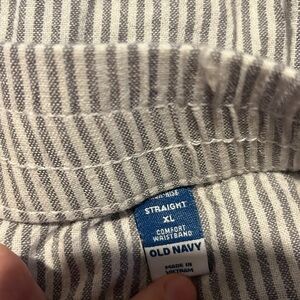 STRAIGHT
XL
COMFORT
WAISTBAND
OLD NAVY
MADE IN
VIETNAM